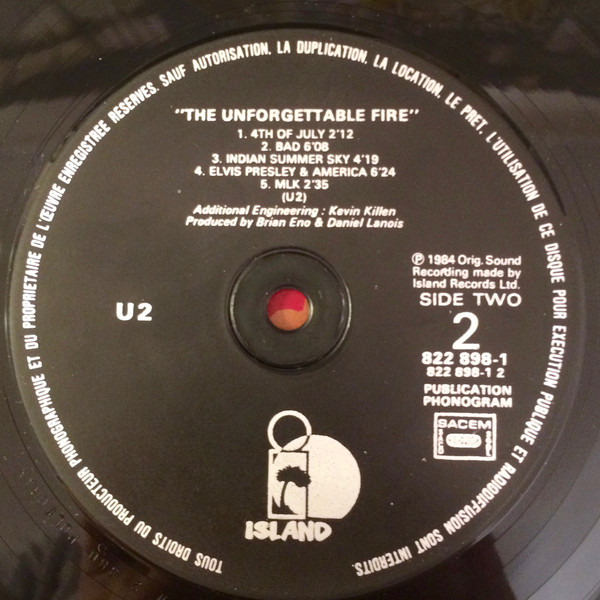 TOUS DROITS DU PRODUCTEUR PHONOGRAPHIQUE ET DU PROPRIETAIRE DE L'ŒUVRE ENREGISTREE RESERVES. SAUF AUTORISATION, LA DUPLICATION, LA LOCATION, LE PRET, L'UTILISATION DE CE DISQUE POUR EXECUTION PUBLIQUE ET RADIODIFFUSION SONT INTERDITS.
"THE UNFORGETTABLE FIRE"
1. 4TH OF JULY 2'12
2. BAD 6'08
3. INDIAN SUMMER SKY 4'19
4. ELVIS PRESLEY & AMERICA 6'24
5. MLK 2'35
(U2)
Additional Engineering : Kevin Killen
Produced by Brian Eno & Daniel Lanois
U2
℗ 1984 Orig. Sound
Recording made by
Island Records Ltd.
SIDE TWO
2
822 898-1
822 898-1 2
PUBLICATION
PHONOGRAM
SACEM
ISLAND